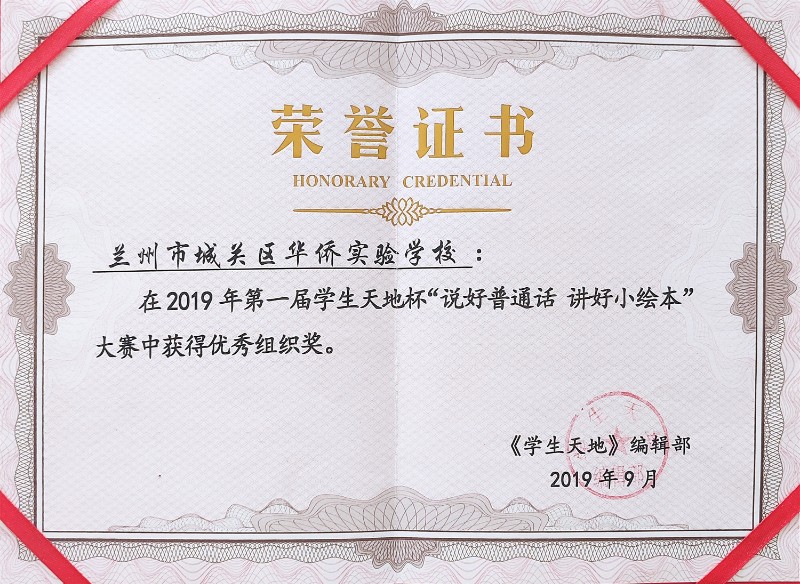 荣誉证书
HONORARY CREDENTIAL
兰州市城关区华侨实验学校：
在2019年第一届学生天地杯“说好普通话 讲好小绘本”
大赛中获得优秀组织奖。
《学生天地》编辑部
2019年9月
编辑部